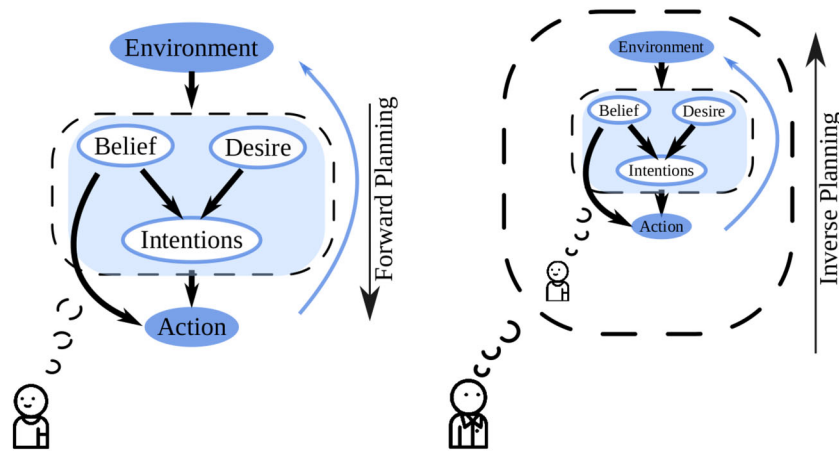 Environment
Belief
Desire
Intentions
Action
Forward Planning
Environment
Belief
Desire
Intentions
Action
Inverse Planning